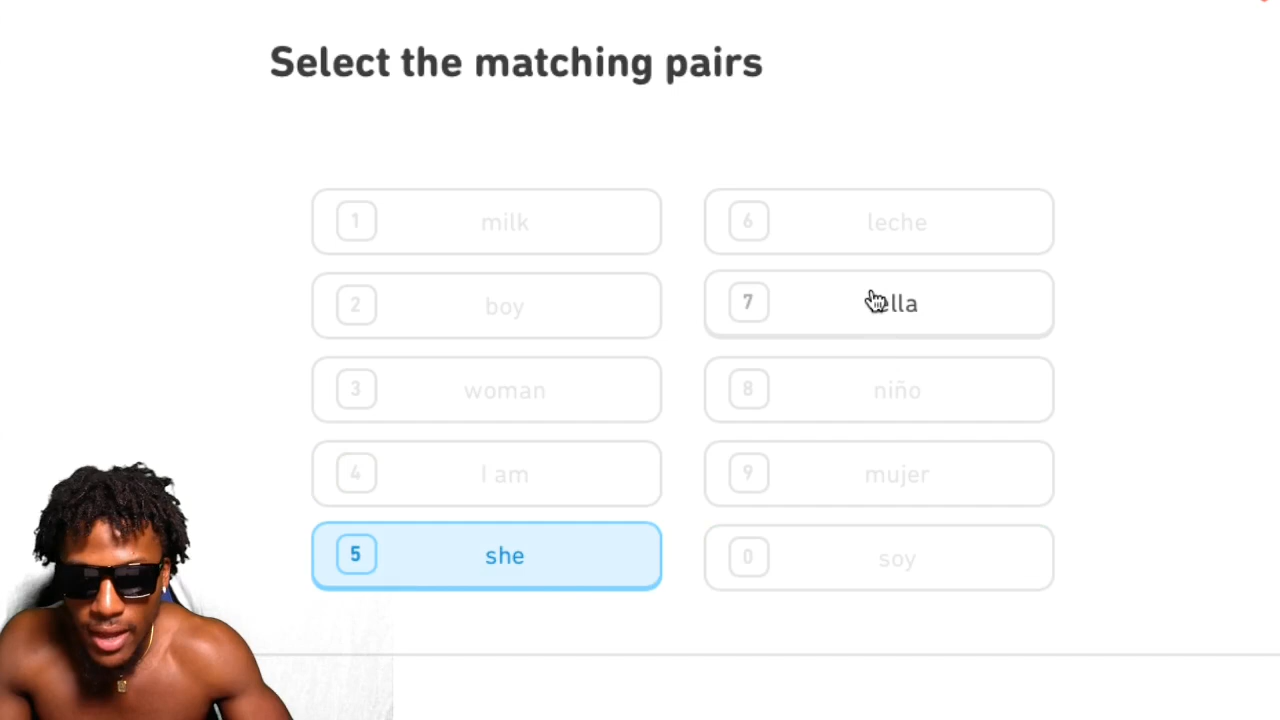 Select the matching pairs
1 milk
6 leche
2 boy
7 ella
3 woman
8 niño
4 I am
9 mujer
5 she
0 soy